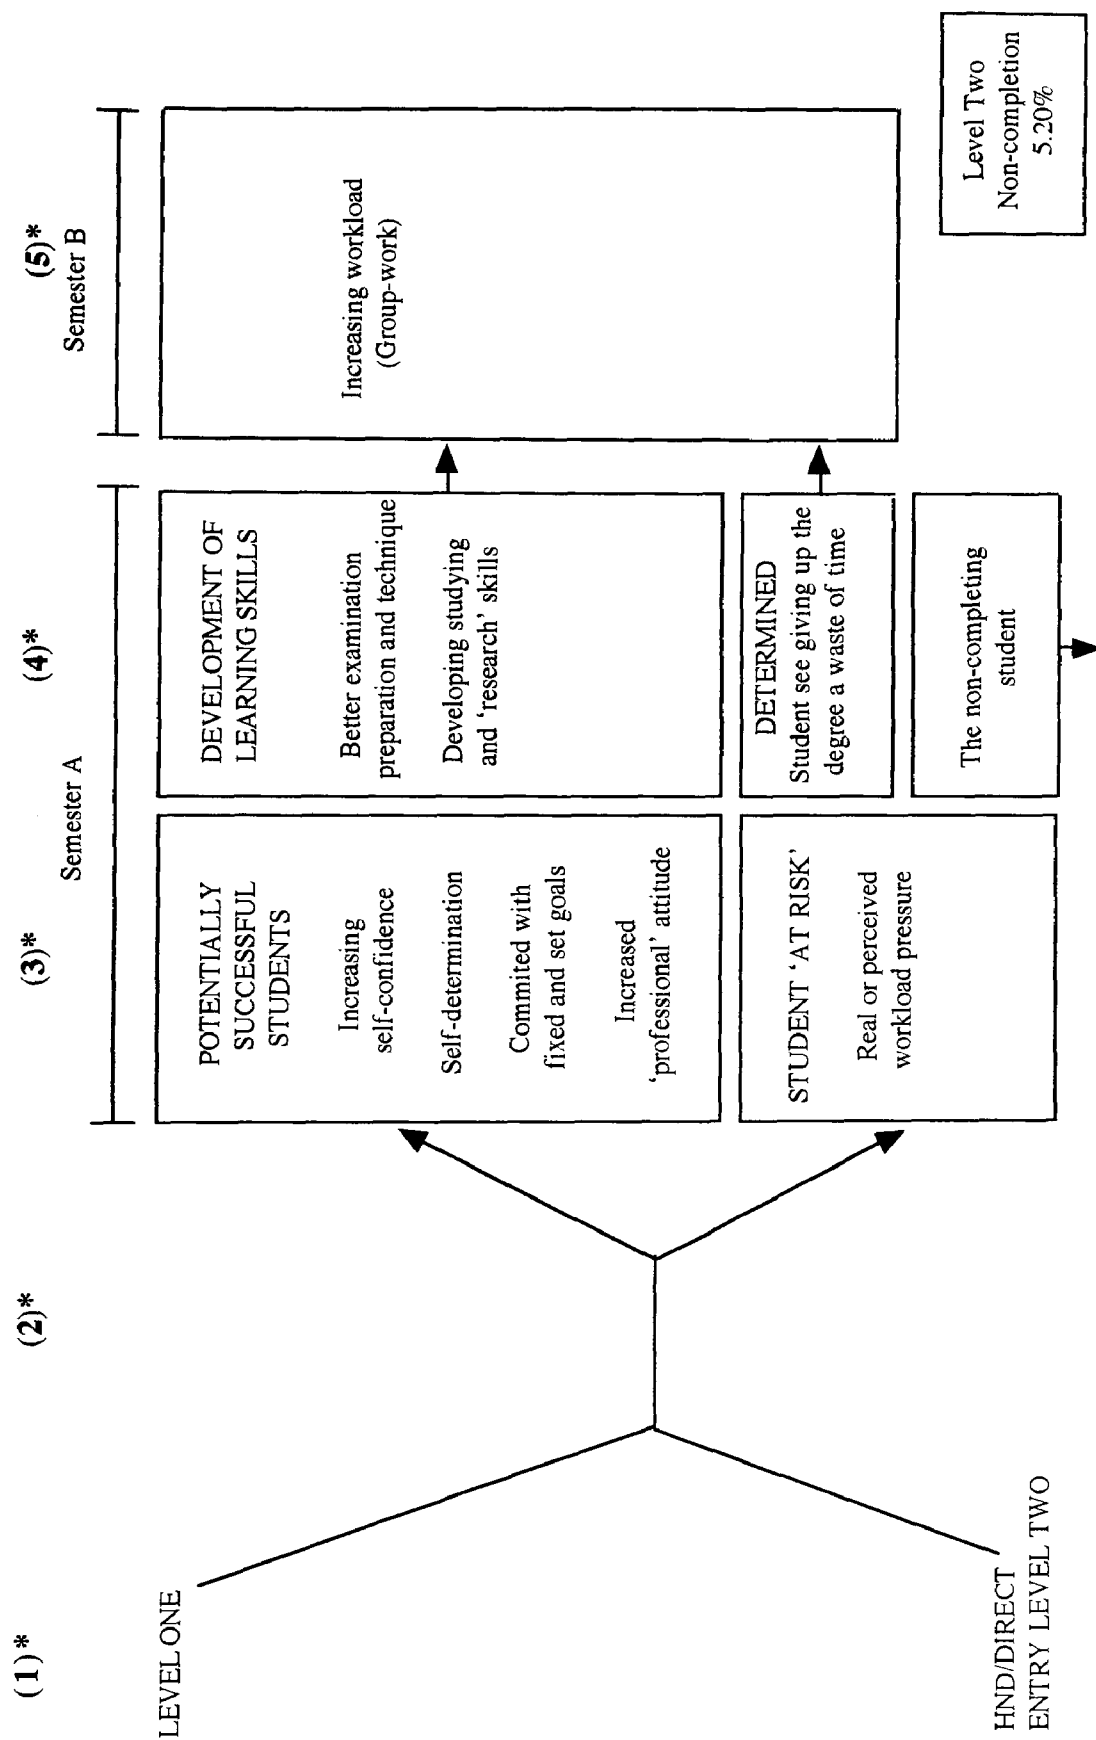 (1)*
(2)*
(3)*
(4)*
(5)*
Semester A
Semester B
LEVEL ONE
HND/DIRECT
ENTRY LEVEL TWO
POTENTIALLY
SUCCESSFUL
STUDENTS
Increasing
self-confidence
Self-determination
Commited with
fixed and set goals
Increased
‘professional’ attitude
STUDENT ‘AT RISK’
Real or perceived
workload pressure
DEVELOPMENT OF
LEARNING SKILLS
Better examination
preparation and technique
Developing studying
and ‘research’ skills
DETERMINED
Student see giving up the
degree a waste of time
The non-completing
student
Increasing workload
(Group-work)
Level Two
Non-completion
5.20%